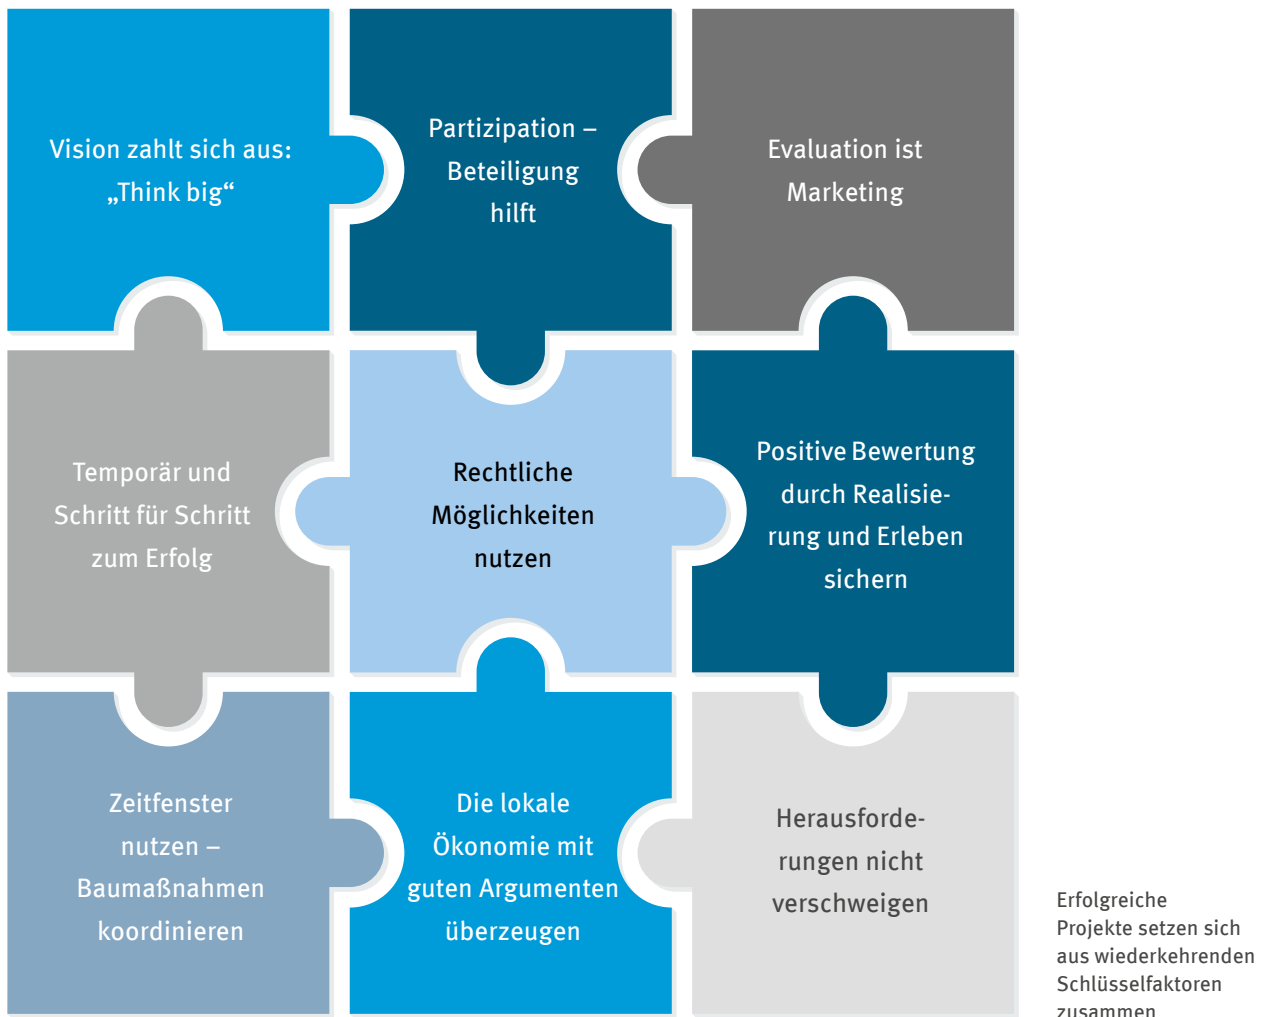 Vision zahlt sich aus:
„Think big“
Partizipation –
Beteiligung
hilft
Evaluation ist
Marketing
Temporär und
Schritt für Schritt
zum Erfolg
Rechtliche
Möglichkeiten
nutzen
Positive Bewertung
durch Realisie-
rung und Erleben
sichern
Zeitfenster
nutzen –
Baumaßnahmen
koordinieren
Die lokale
Ökonomie mit
guten Argumenten
überzeugen
Herausforde-
rungen nicht
verschweigen
Erfolgreiche
Projekte setzen sich
aus wiederkehrenden
Schlüsselfaktoren
zusammen